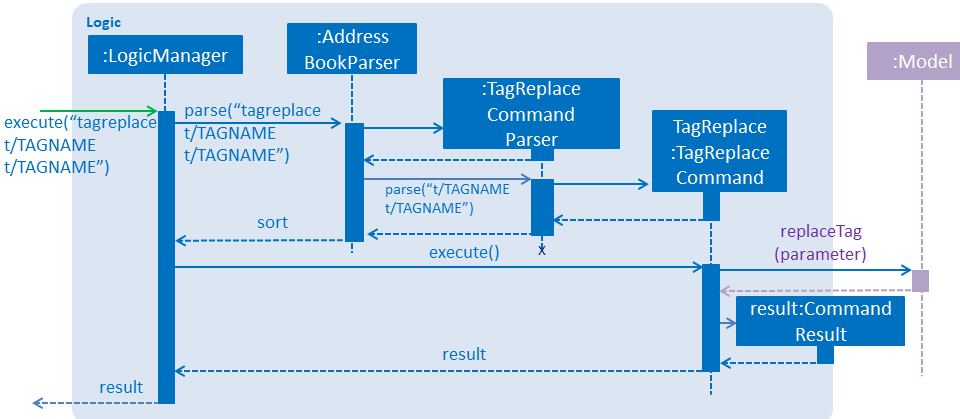 Logic
:LogicManager
:Address
BookParser
:Model
:TagReplace
Command
Parser
execute(“tagreplace
t/TAGNAME
t/TAGNAME”)
parse(“tagreplace
t/TAGNAME
t/TAGNAME”)
TagReplace
:TagReplace
Command
parse(“t/TAGNAME
t/TAGNAME”)
sort
X
execute()
replaceTag
(parameter)
result:Command
Result
result
result